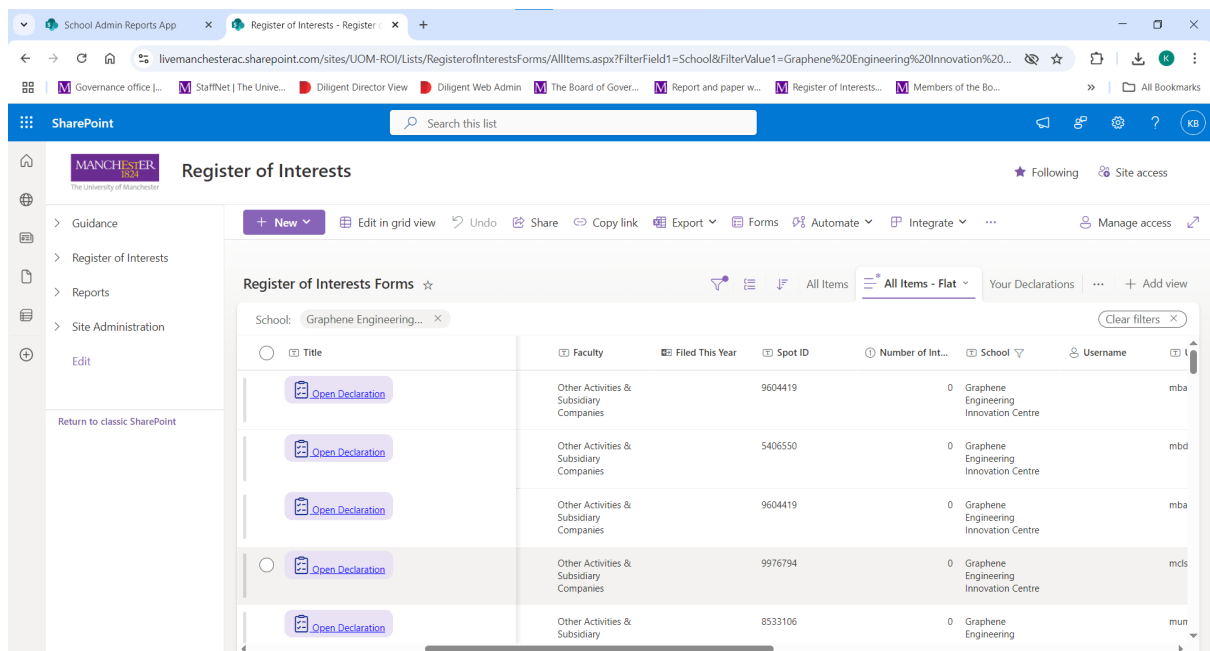 School Admin Reports App
Register of Interests - Register
livemanchesterac.sharepoint.com/sites/UOM-ROI/Lists/RegisterofInterestsForms/AllItems.aspx?FilterField1=School&FilterValue1=Graphene%20Engineering%20Innovation%20...
K
Governance office |... StaffNet | The Unive... Diligent Director View Diligent Web Admin The Board of Gover... Report and paper w... Register of Interests... Members of the Bo... » All Bookmarks
SharePoint Search this list ? KB
MANCHESTER
1824
The University of Manchester
Register of Interests
Following Site access
Guidance
Register of Interests
Reports
Site Administration
Edit
Return to classic SharePoint
+ New Edit in grid view Undo Share Copy link Export Forms Automate Integrate ... Manage access
Register of Interests Forms All Items All Items - Flat Your Declarations ... + Add view
School: Graphene Engineering... Clear filters
Title Faculty Filed This Year Spot ID Number of Int... School Username
Open Declaration Other Activities & 9604419 0 Graphene mba
Subsidiary Engineering
Companies Innovation Centre
Open Declaration Other Activities & 5406550 0 Graphene mbd
Subsidiary Engineering
Companies Innovation Centre
Open Declaration Other Activities & 9604419 0 Graphene mba
Subsidiary Engineering
Companies Innovation Centre
Open Declaration Other Activities & 9976794 0 Graphene mcls
Subsidiary Engineering
Companies Innovation Centre
Open Declaration Other Activities & 8533106 0 Graphene
Subsidiary Engineering